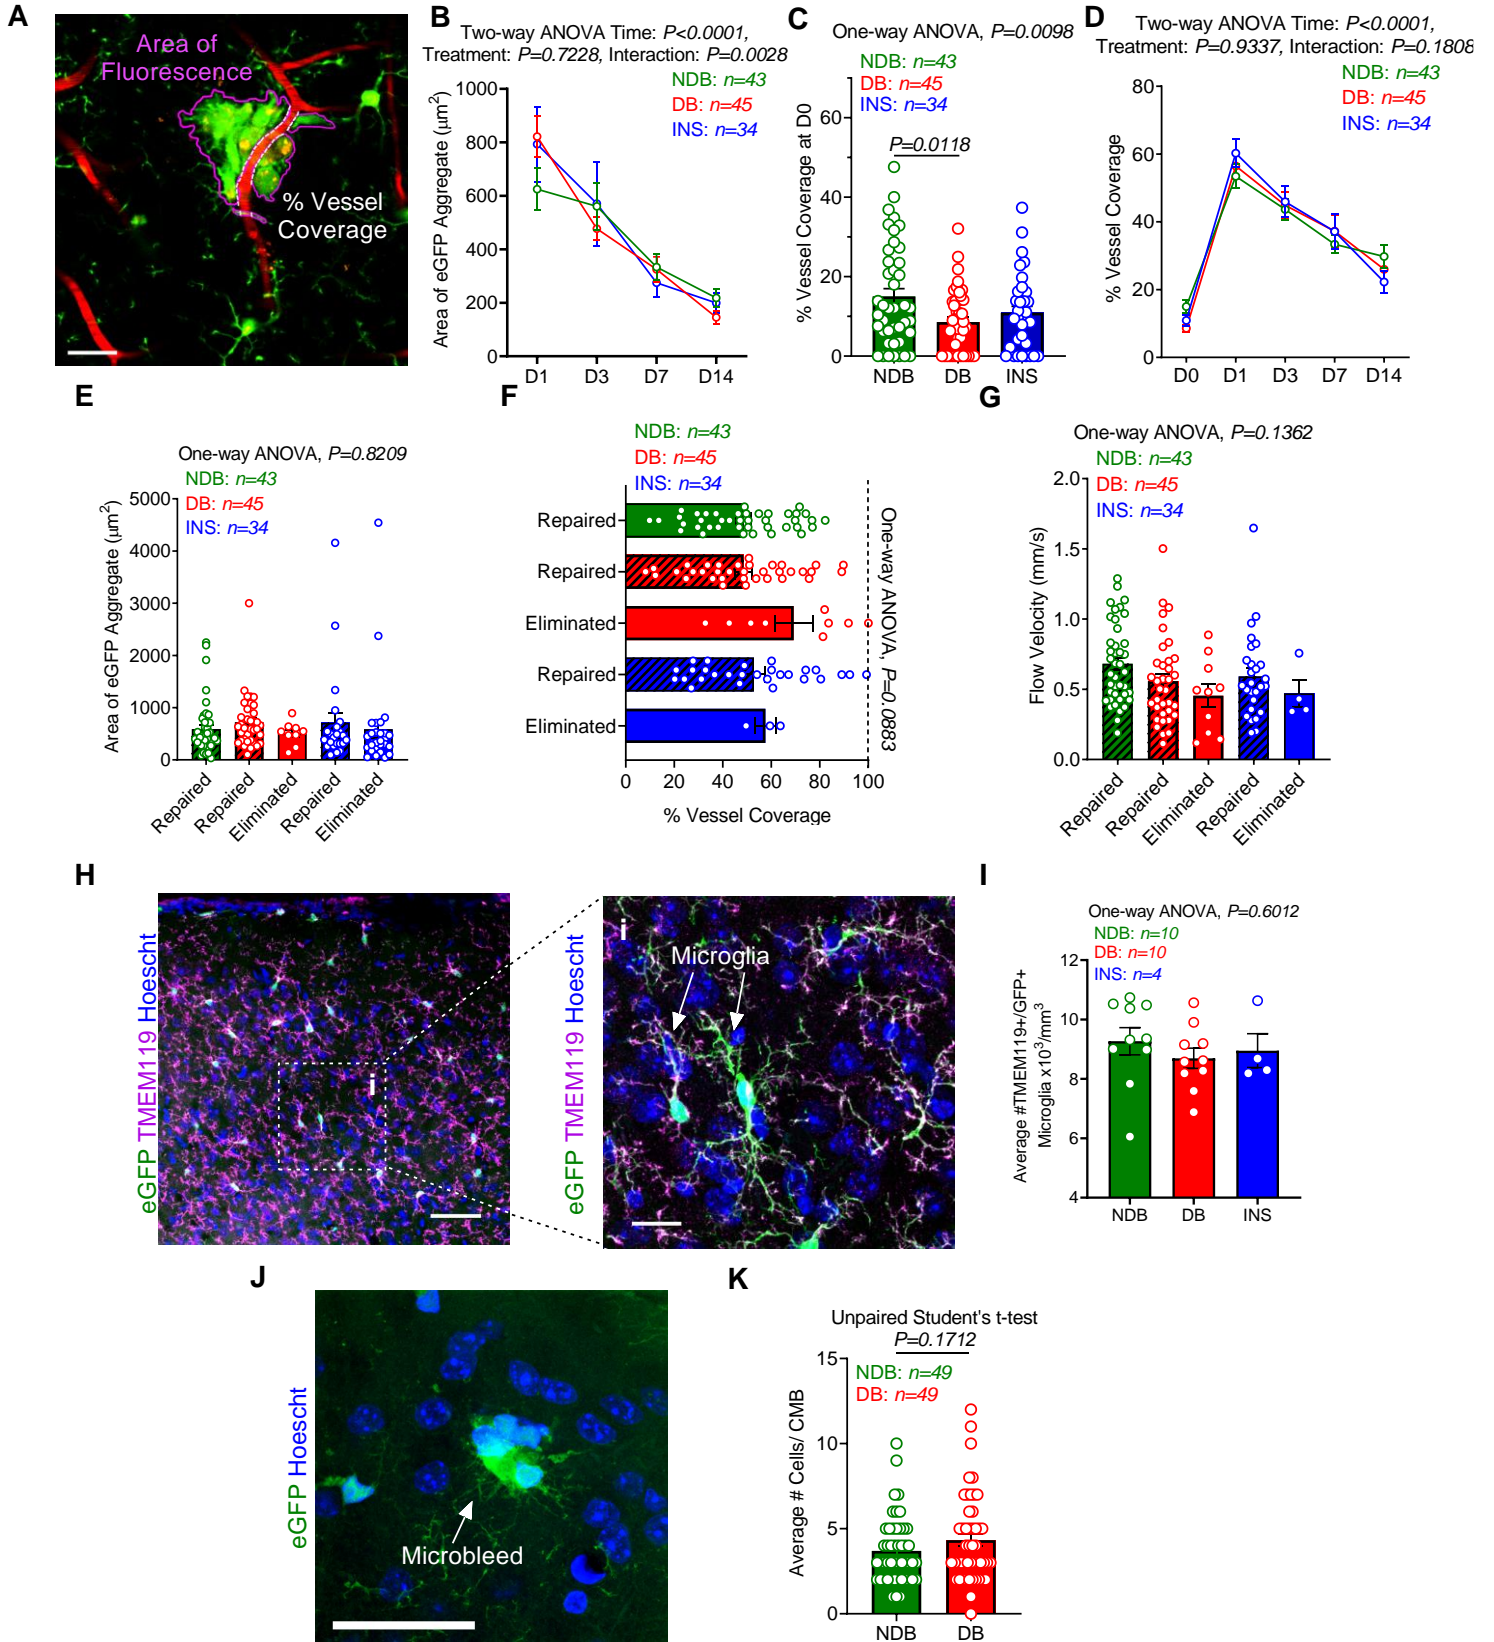 A
Area of
Fluorescence
% Vessel
Coverage
B
Two-way ANOVA Time: P<0.0001,
Treatment: P=0.7228, Interaction: P=0.0028
NDB: n=43
DB: n=45
INS: n=34
Area of eGFP Aggregate (µm²)
1000
800
600
400
200
0
D1 D3 D7 D14
C
One-way ANOVA, P=0.0098
NDB: n=43
DB: n=45
INS: n=34
P=0.0118
% Vessel Coverage at D0
60
40
20
0
NDB DB INS
D
Two-way ANOVA Time: P<0.0001,
Treatment: P=0.9337, Interaction: P=0.1808
NDB: n=43
DB: n=45
INS: n=34
% Vessel Coverage
80
60
40
20
0
D0 D1 D3 D7 D14
E
One-way ANOVA, P=0.8209
NDB: n=43
DB: n=45
INS: n=34
Area of eGFP Aggregate (µm²)
5000
4000
3000
2000
1000
0
Repaired Repaired Eliminated Repaired Eliminated
F
NDB: n=43
DB: n=45
INS: n=34
Repaired
Repaired
Eliminated
Repaired
Eliminated
One-way ANOVA, P=0.0883
0 20 40 60 80 100
% Vessel Coverage
G
One-way ANOVA, P=0.1362
NDB: n=43
DB: n=45
INS: n=34
Flow Velocity (mm/s)
2.0
1.5
1.0
0.5
0.0
Repaired Repaired Eliminated Repaired Eliminated
H
eGFP TMEM119 Hoescht
i
eGFP TMEM119 Hoescht
i
Microglia
I
One-way ANOVA, P=0.6012
NDB: n=10
DB: n=10
INS: n=4
Average #TMEM119+/GFP+
Microglia x10³/mm³
12
10
8
6
4
NDB DB INS
J
eGFP Hoescht
Microbleed
K
Unpaired Student's t-test
P=0.1712
NDB: n=49
DB: n=49
Average # Cells/ CMB
15
10
5
0
NDB DB